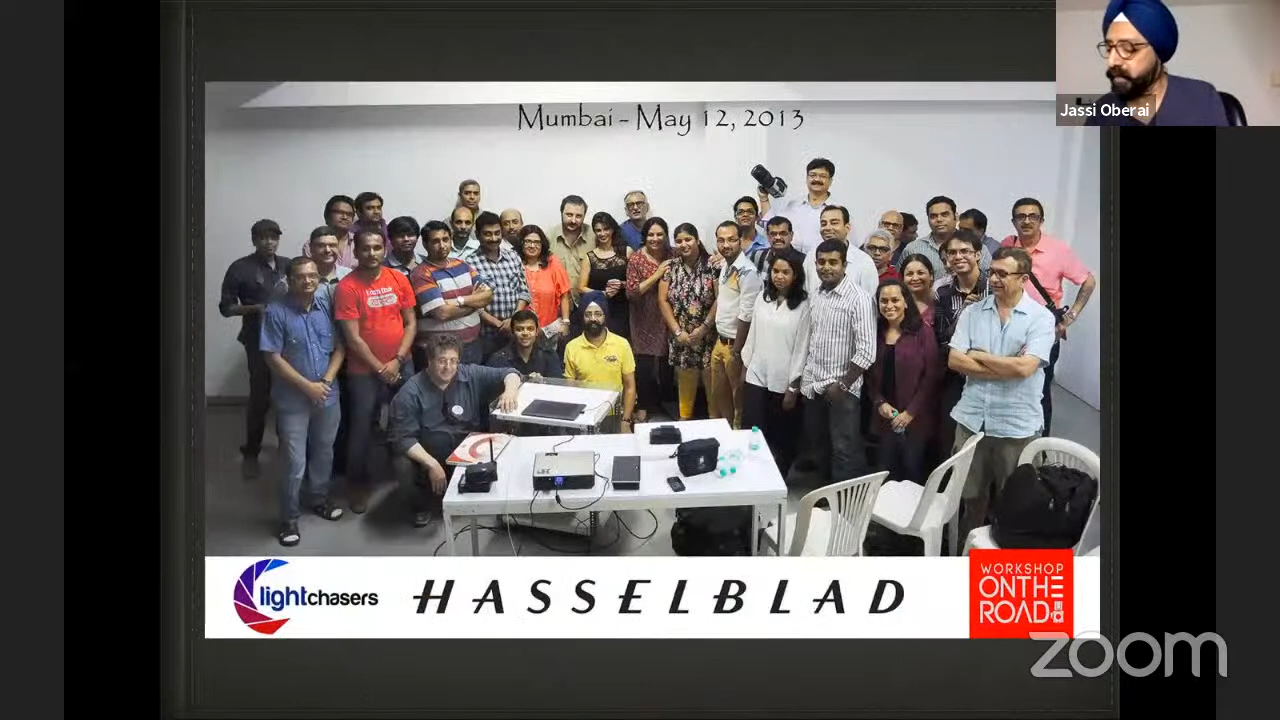 Mumbai - May 12, 2013
Jassi Oberai
lightchasers
HASSELBLAD
WORKSHOP
ON THE
ROAD
zoom